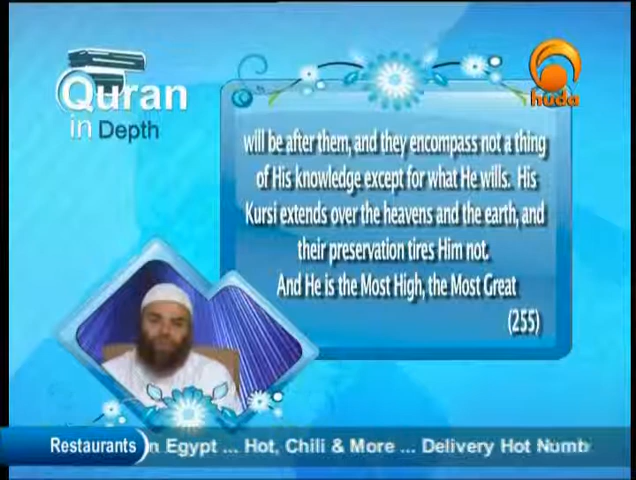 Quran
in Depth
huda
will be after them, and they encompass not a thing
of His knowledge except for what He wills. His
Kursi extends over the heavens and the earth, and
their preservation tires Him not.
And He is the Most High, the Most Great
(255)
Restaurants
n Egypt ... Hot, Chili & More ... Delivery Hot Numb